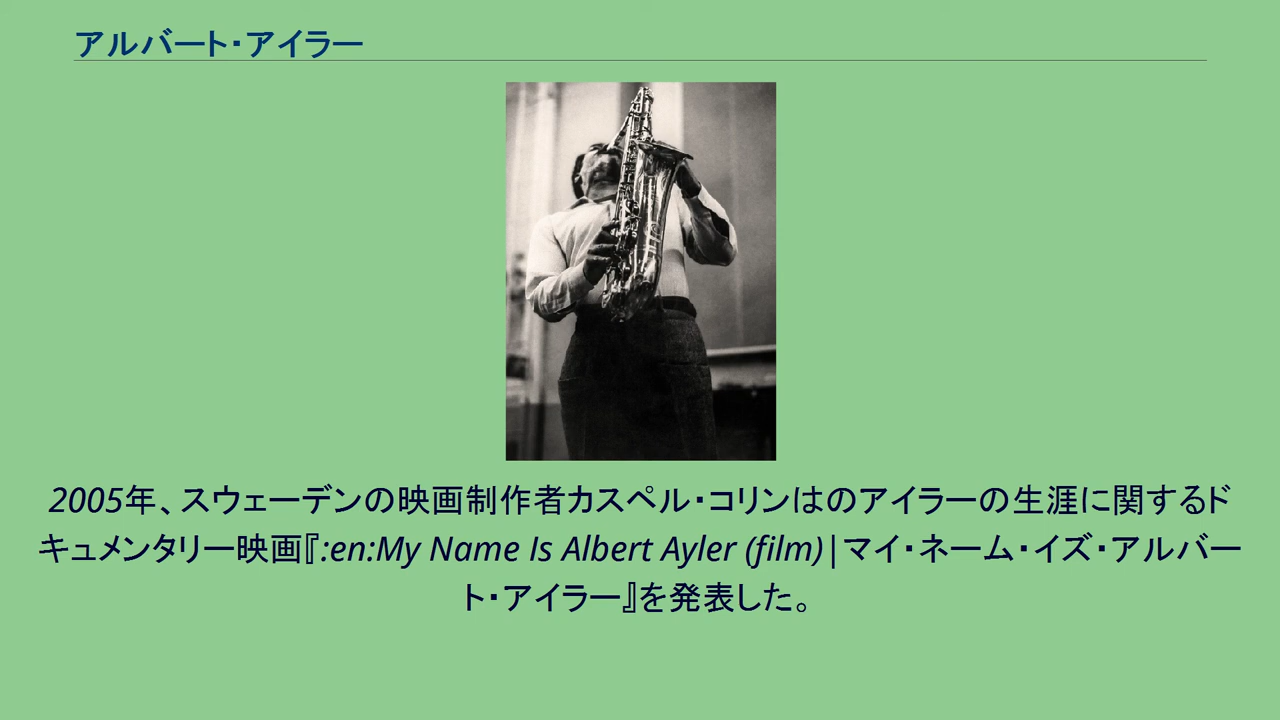 アルバート・アイラー
2005年、スウェーデンの映画制作者カスペル・コリンはのアイラーの生涯に関するド
キュメンタリー映画『:en:My Name Is Albert Ayler (film)|マイ・ネーム・イズ・アルバー
ト・アイラー』を発表した。